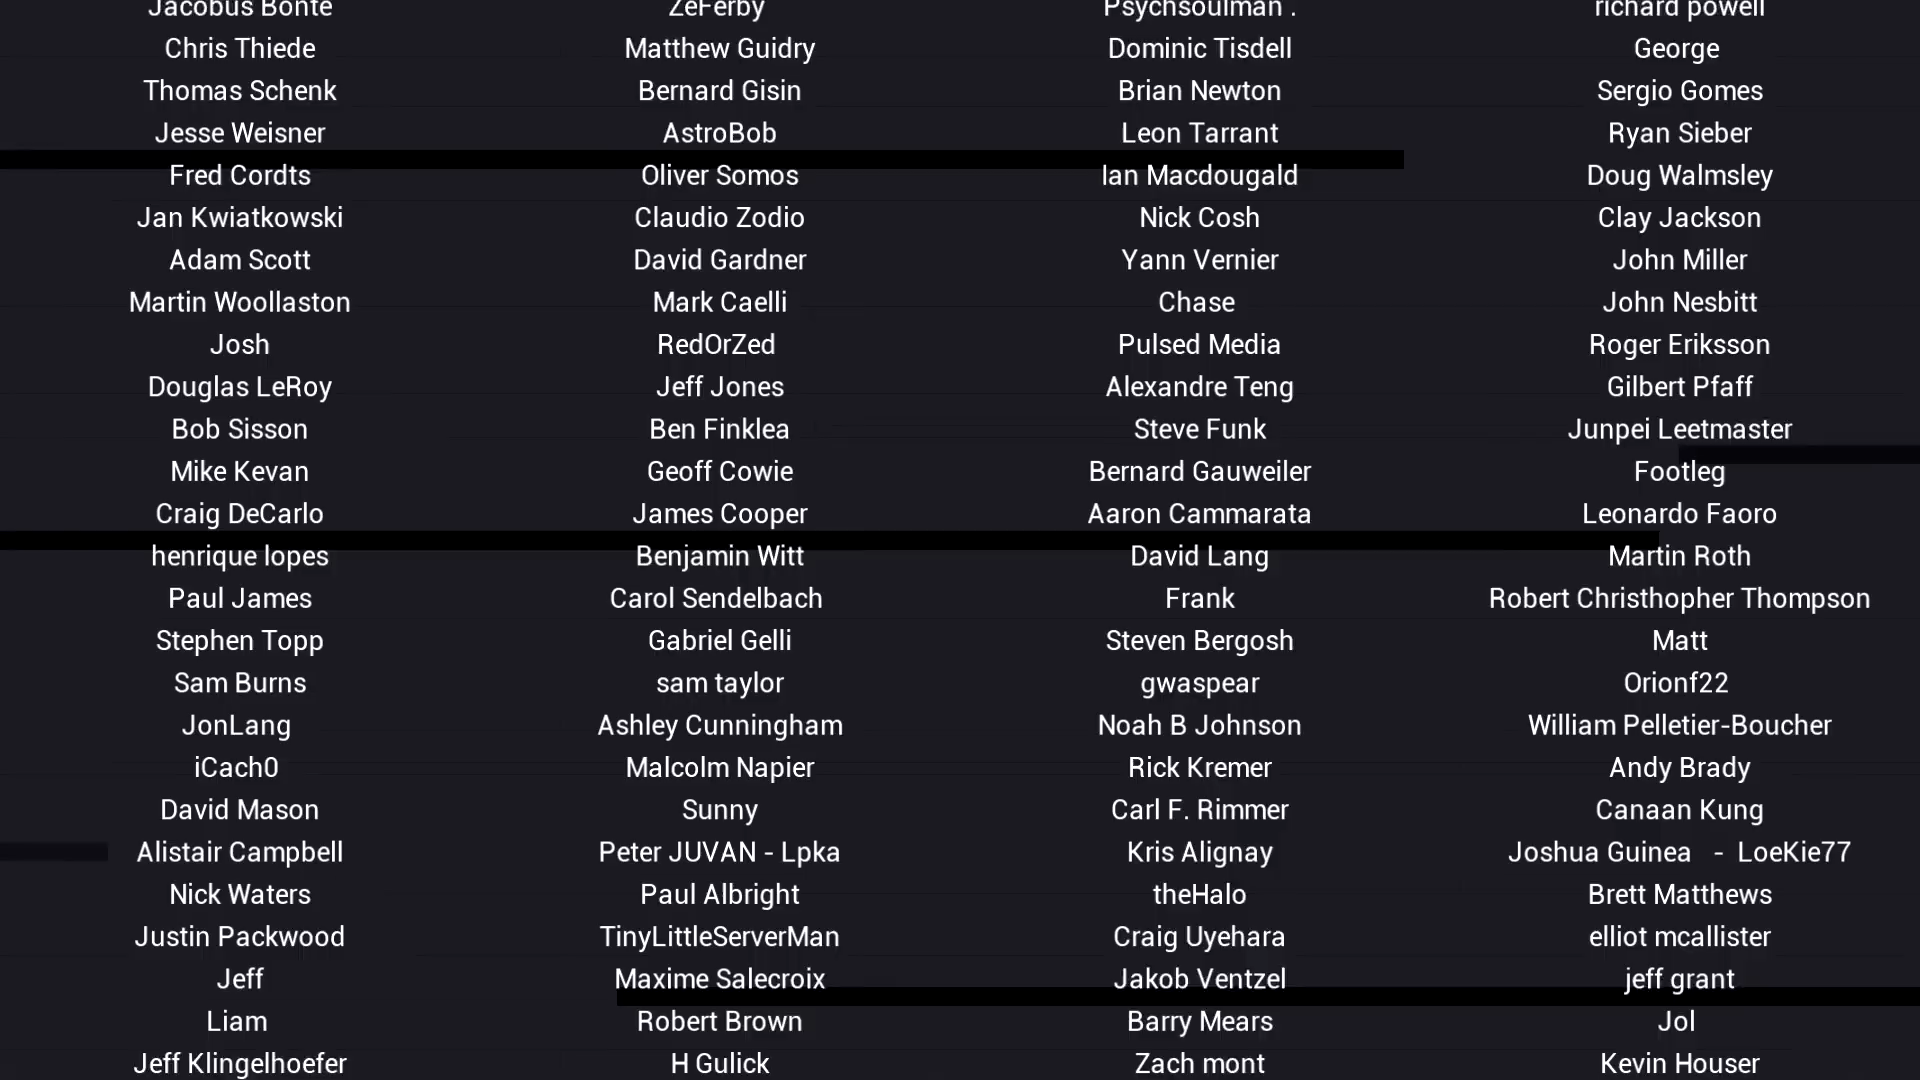 Jacobus Bonte ZeFerby Psychsoulman . richard powell
Chris Thiede Matthew Guidry Dominic Tisdell George
Thomas Schenk Bernard Gisin Brian Newton Sergio Gomes
Jesse Weisner AstroBob Leon Tarrant Ryan Sieber
Fred Cordts Oliver Somos Ian Macdougald Doug Walmsley
Jan Kwiatkowski Claudio Zodio Nick Cosh Clay Jackson
Adam Scott David Gardner Yann Vernier John Miller
Martin Woollaston Mark Caelli Chase John Nesbitt
Josh RedOrZed Pulsed Media Roger Eriksson
Douglas LeRoy Jeff Jones Alexandre Teng Gilbert Pfaff
Bob Sisson Ben Finklea Steve Funk Junpei Leetmaster
Mike Kevan Geoff Cowie Bernard Gauweiler Footleg
Craig DeCarlo James Cooper Aaron Cammarata Leonardo Faoro
henrique lopes Benjamin Witt David Lang Martin Roth
Paul James Carol Sendelbach Frank Robert Christhopher Thompson
Stephen Topp Gabriel Gelli Steven Bergosh Matt
Sam Burns sam taylor gwaspear Orionf22
JonLang Ashley Cunningham Noah B Johnson William Pelletier-Boucher
iCach0 Malcolm Napier Rick Kremer Andy Brady
David Mason Sunny Carl F. Rimmer Canaan Kung
Alistair Campbell Peter JUVAN - Lpka Kris Alignay Joshua Guinea - LoeKie77
Nick Waters Paul Albright theHalo Brett Matthews
Justin Packwood TinyLittleServerMan Craig Uyehara elliot mcallister
Jeff Maxime Salecroix Jakob Ventzel jeff grant
Liam Robert Brown Barry Mears Jol
Jeff Klingelhoefer H Gulick Zach mont Kevin Houser